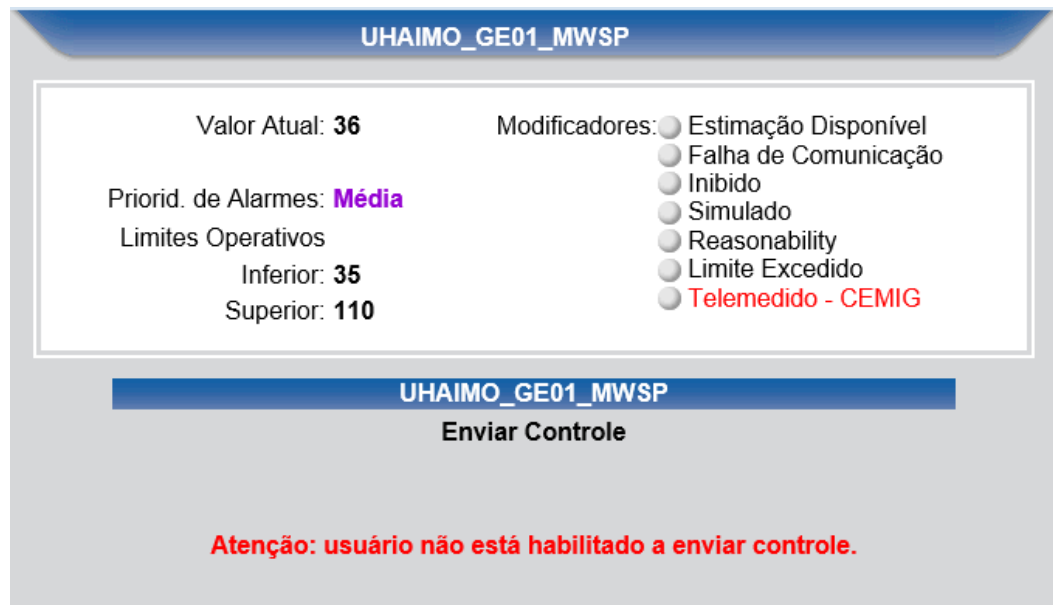 UHAIMO_GE01_MWSP
Valor Atual: 36
Modificadores: Estimação Disponível
Falha de Comunicação
Priorid. de Alarmes: Média
Inibido
Simulado
Limites Operativos
Reasonability
Inferior: 35
Limite Excedido
Superior: 110
Telemedido - CEMIG
UHAIMO_GE01_MWSP
Enviar Controle
Atenção: usuário não está habilitado a enviar controle.